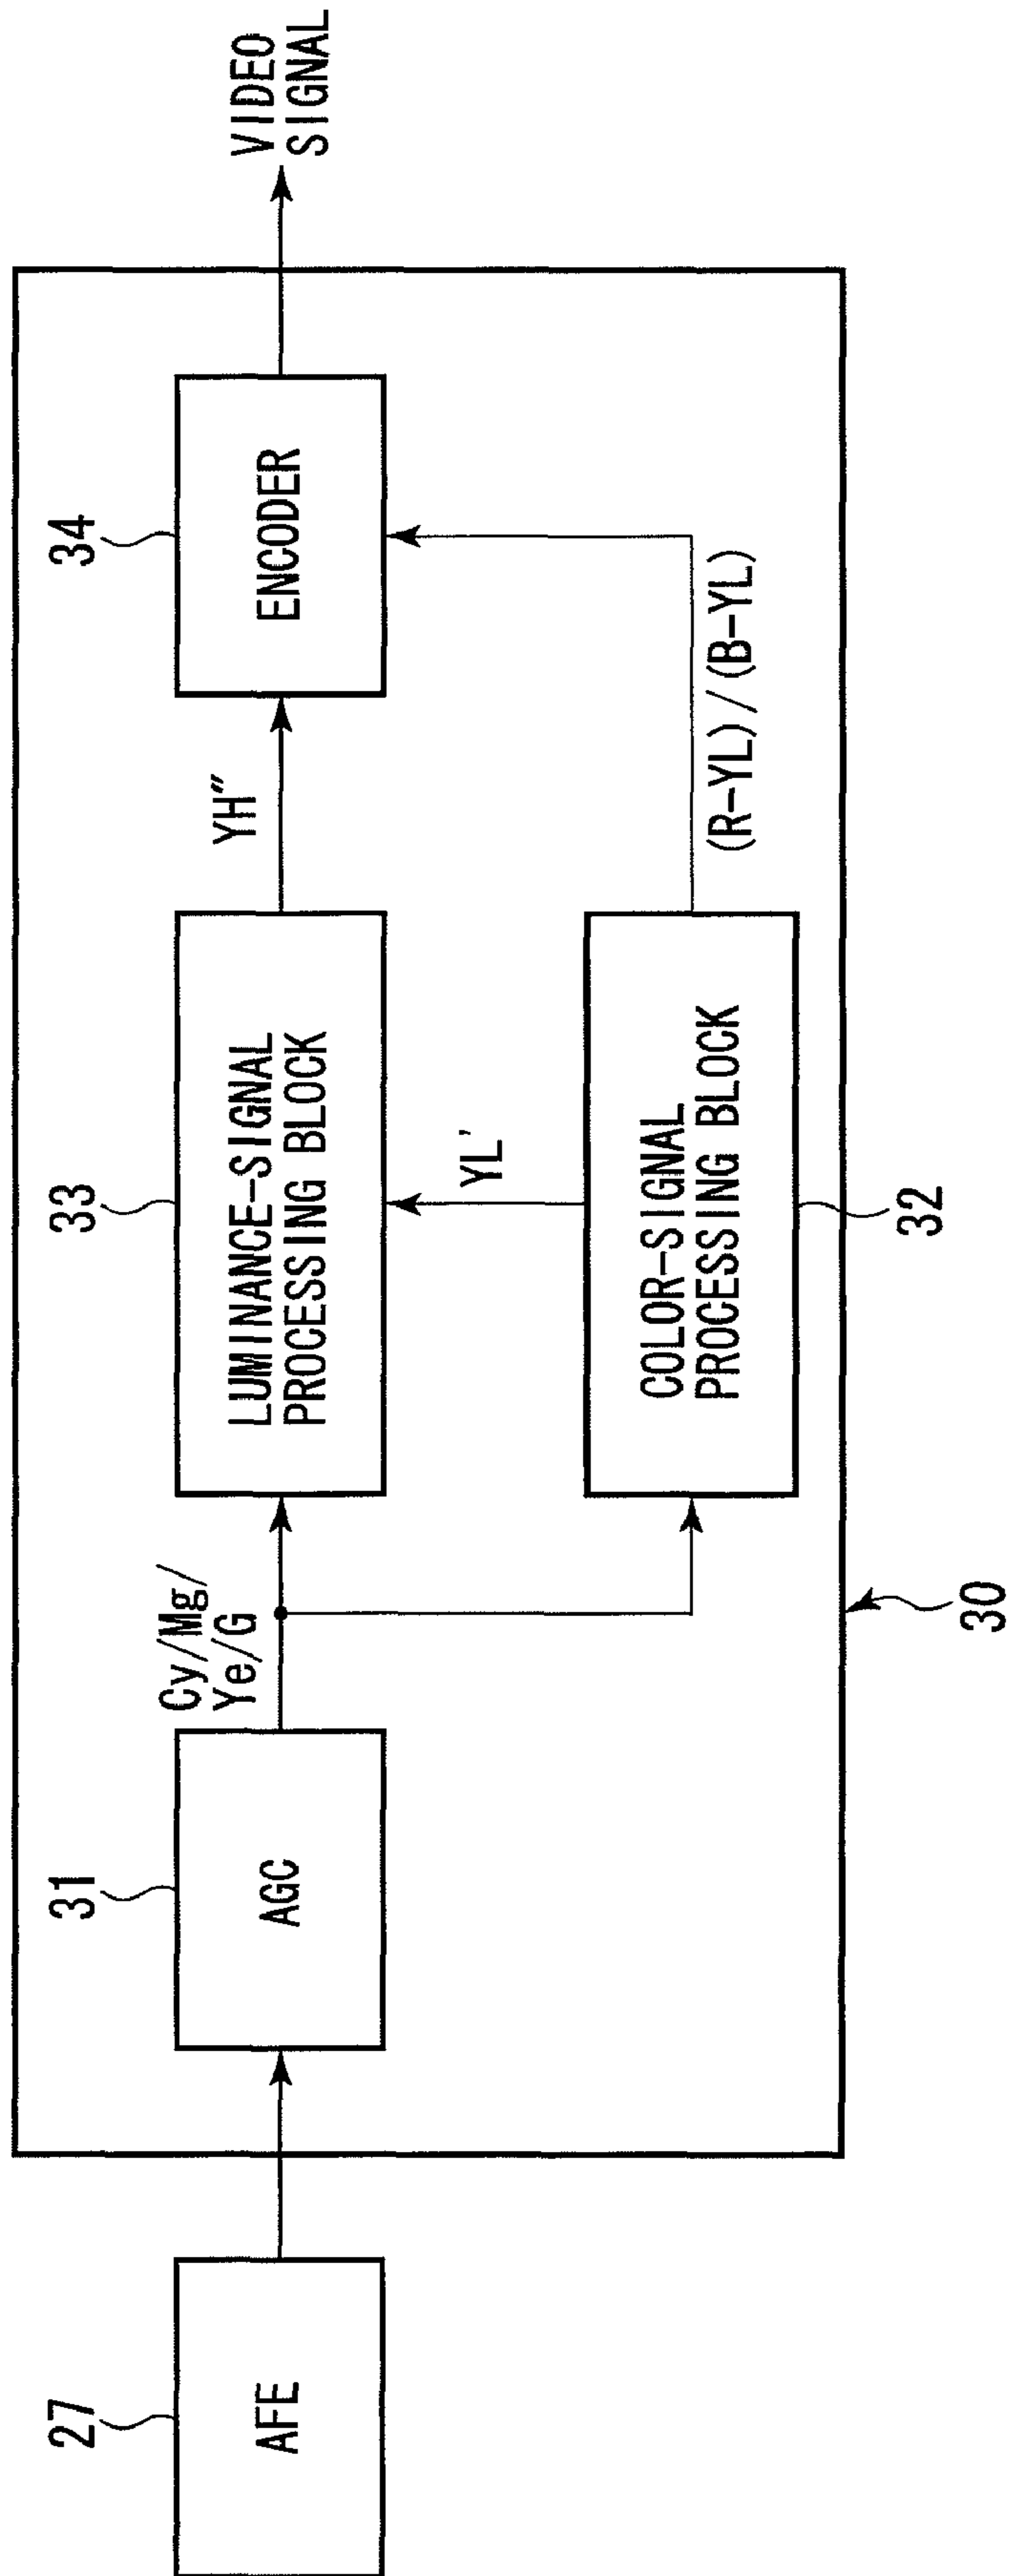 27
AFE
30
31
AGC
Cy/Mg/
Ye/G
33
LUMINANCE-SIGNAL
PROCESSING BLOCK
YL'
COLOR-SIGNAL
PROCESSING BLOCK
32
YH"
(R-YL)/(B-YL)
34
ENCODER
VIDEO
SIGNAL